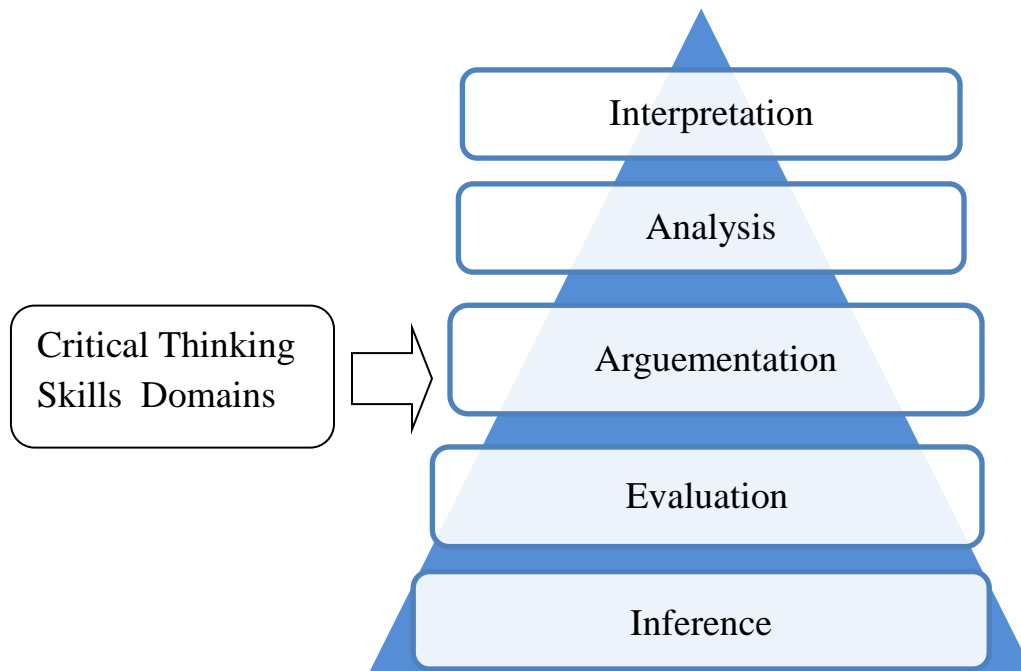 Interpretation
Analysis
Critical Thinking
Skills Domains
Arguementation
Evaluation
Inference